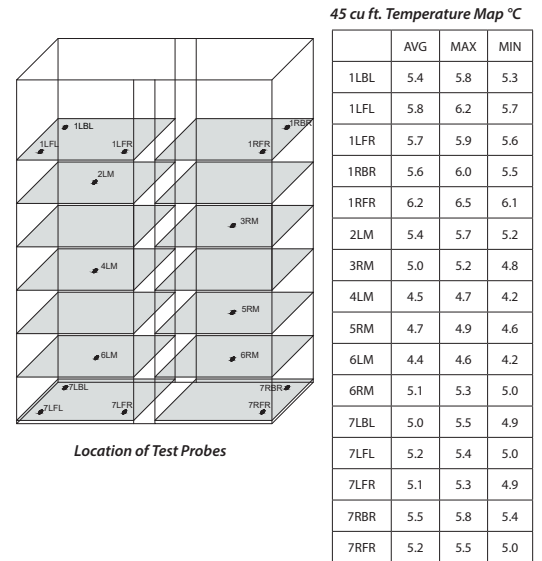 45 cu ft. Temperature Map °C
AVG MAX MIN
1LBL 5.4 5.8 5.3
1LFL 5.8 6.2 5.7
1LFR 5.7 5.9 5.6
1RBR 5.6 6.0 5.5
1RFR 6.2 6.5 6.1
2LM 5.4 5.7 5.2
3RM 5.0 5.2 4.8
4LM 4.5 4.7 4.2
5RM 4.7 4.9 4.6
6LM 4.4 4.6 4.2
6RM 5.1 5.3 5.0
7LBL 5.0 5.5 4.9
7LFL 5.2 5.4 5.0
7LFR 5.1 5.3 4.9
7RBR 5.5 5.8 5.4
7RFR 5.2 5.5 5.0
1LBL
1RBR
1LFL
1LFR
1RFR
2LM
3RM
4LM
5RM
6LM
6RM
7LBL
7RBR
7LFL
7LFR
7RFR
Location of Test Probes